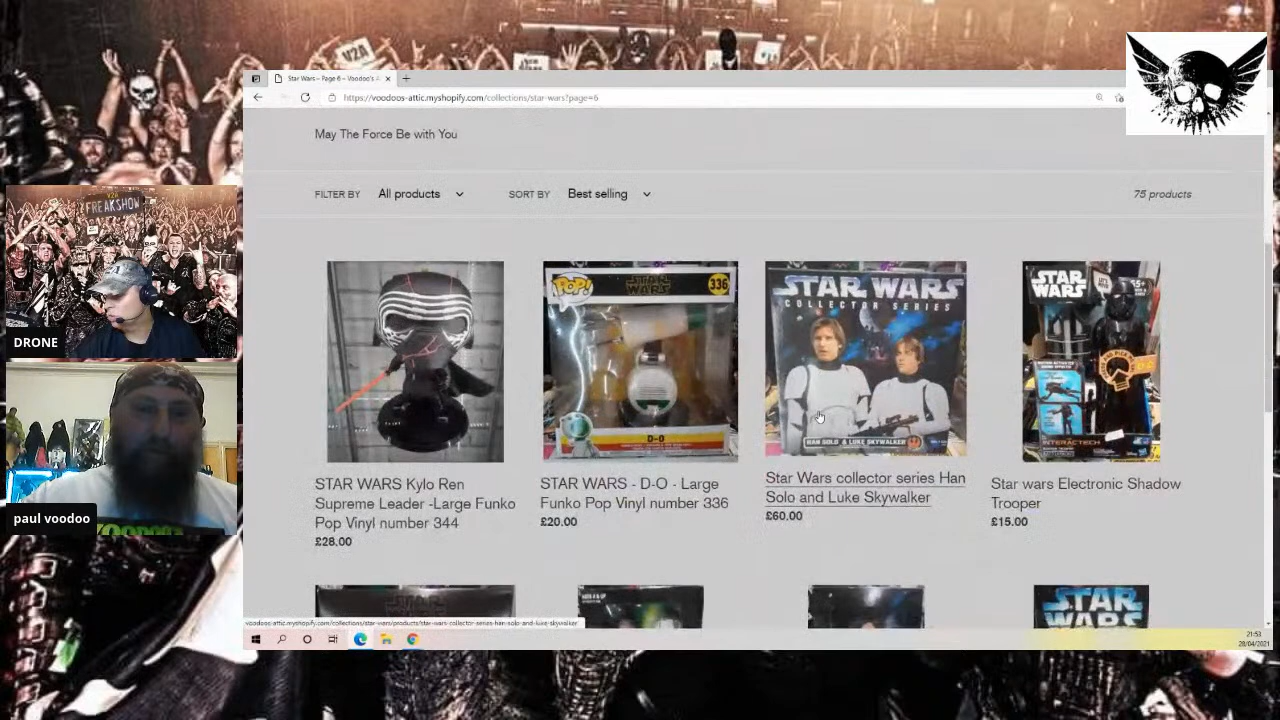 V2A
FREAKSHOW
DRONE
paul voodoo
Star Wars – Page 6 – Voodoo's A
https://voodoos-attic.myshopify.com/collections/star-wars?page=6
May The Force Be with You
FILTER BY All products SORT BY Best selling 75 products
POP!
STAR WARS
336
D-O
STAR WARS
COLLECTOR SERIES
HAN SOLO & LUKE SKYWALKER
STAR WARS
INTERACTECH
STAR WARS Kylo Ren
Supreme Leader -Large Funko
Pop Vinyl number 344
£28.00
STAR WARS - D-O - Large
Funko Pop Vinyl number 336
£20.00
Star Wars collector series Han
Solo and Luke Skywalker
£60.00
Star wars Electronic Shadow
Trooper
£15.00
STAR WARS
voodoos-attic.myshopify.com/collections/star-wars/products/star-wars-collector-series-han-solo-and-luke-skywalker
21:53
28/04/2021